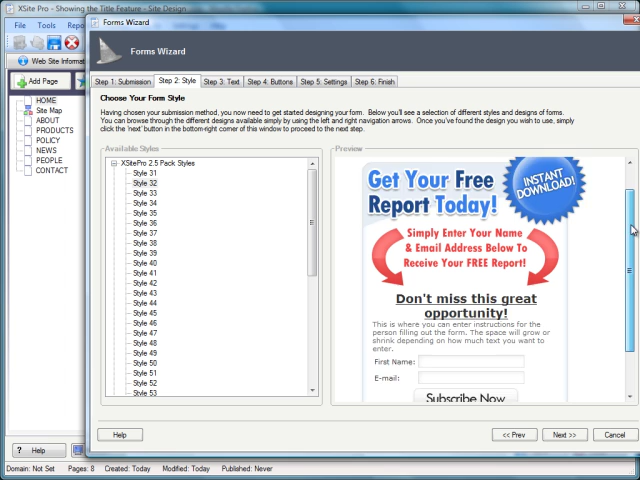 XSite Pro - Showing the Title Feature - Site Design
File Tools Repo
Web Site Informat
Add Page
HOME
Site Map
ABOUT
PRODUCTS
POLICY
NEWS
PEOPLE
CONTACT
? Help
Domain: Not Set Pages: 8 Created: Today Modified: Today Published: Never
Forms Wizard
Forms Wizard
Step 1: Submission Step 2: Style Step 3: Text Step 4: Buttons Step 5: Settings Step 6: Finish
Choose Your Form Style
Having chosen your submission method, you now need to get started designing your form. Below you'll see a selection of different styles and designs of forms.
You can browse through the different designs available simply by using the left and right navigation arrows. Once you've found the design you wish to use, simply
click the 'next' button in the bottom-right corner of this window to proceed to the next step.
Available Styles
XSitePro 2.5 Pack Styles
Style 31
Style 32
Style 33
Style 34
Style 35
Style 36
Style 37
Style 38
Style 39
Style 40
Style 41
Style 42
Style 43
Style 44
Style 45
Style 46
Style 47
Style 48
Style 49
Style 50
Style 51
Style 52
Style 53
Preview
Get Your Free
Report Today!
INSTANT
DOWNLOAD!
Simply Enter Your Name
& Email Address Below To
Receive Your FREE Report!
Don't miss this great
opportunity!
This is where you can enter instructions for the
person filling out the form. The space will grow or
shrink depending on how much text you want to
enter.
First Name:
E-mail:
Subscribe Now
Help
<< Prev Next >> Cancel